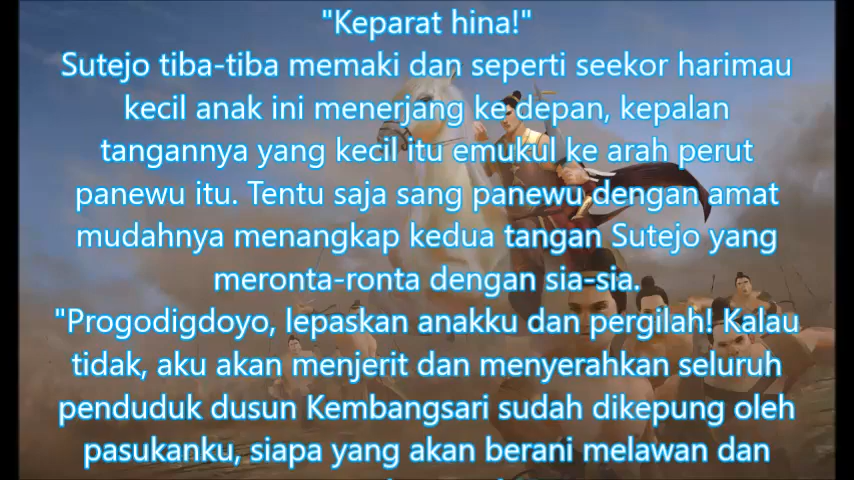 "Keparat hina!"
Sutejo tiba-tiba memaki dan seperti seekor harimau
kecil anak ini menerjang ke depan, kepalan
tangannya yang kecil itu emukul ke arah perut
panewu itu. Tentu saja sang panewu dengan amat
mudahnya menangkap kedua tangan Sutejo yang
meronta-ronta dengan sia-sia.
"Progodigdoyo, lepaskan anakku dan pergilah! Kalau
tidak, aku akan menjerit dan menyerahkan seluruh
penduduk dusun Kembangsari sudah dikepung oleh
pasukanku, siapa yang akan berani melawan dan